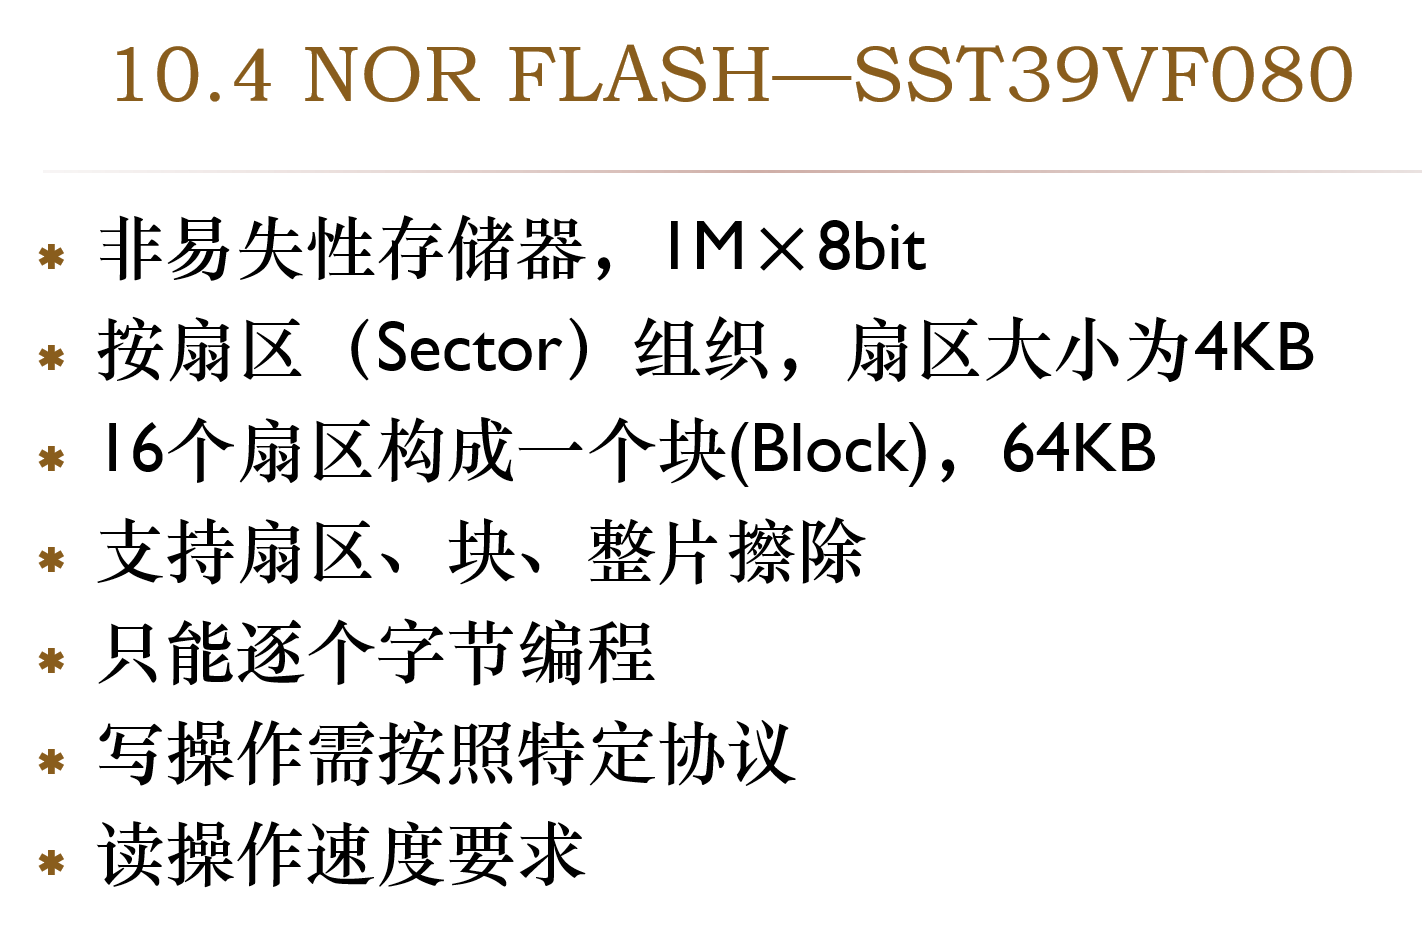 10.4 NOR FLASH—SST39VF080
✱ 非易失性存储器，1M×8bit
✱ 按扇区（Sector）组织，扇区大小为4KB
✱ 16个扇区构成一个块(Block)，64KB
✱ 支持扇区、块、整片擦除
✱ 只能逐个字节编程
✱ 写操作需按照特定协议
✱ 读操作速度要求